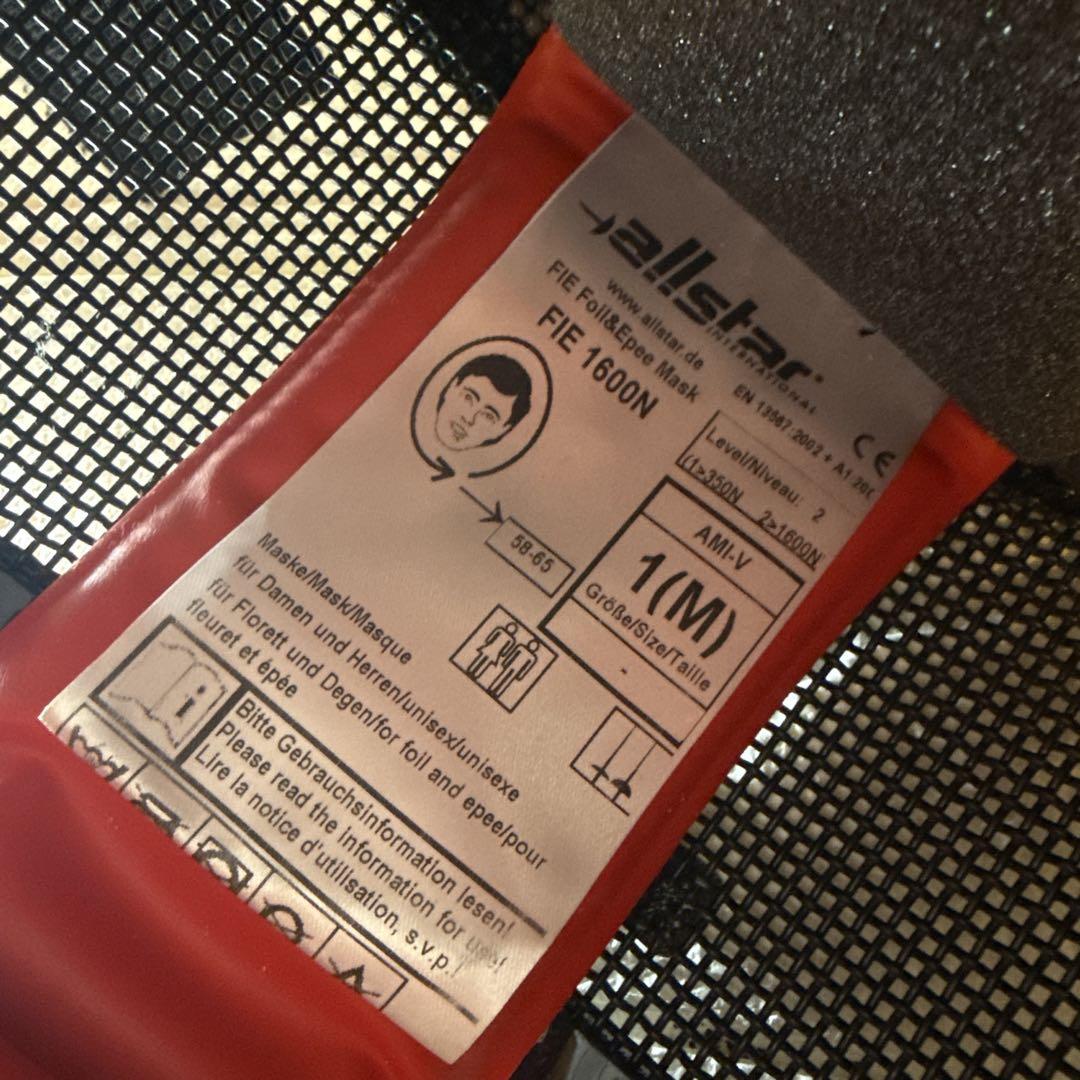 allstar
INTERNATIONAL
www.allstar.de
FIE Foil&Epee Mask
FIE 1600N
EN 13567:2002 + A1:200
CE
Level/Niveau: 2
(1≥350N 2≥1600N
AMI-V
1(M)
Größe/Size/Taille
-
58-65
Maske/Mask/Masque
für Damen und Herren/unisex/unisexe
für Florett und Degen/for foil and epee/pour
fleuret et épée
i
Bitte Gebrauchsinformation lesen!
Please read the information for use!
Lire la notice d'utilisation, s.v.p.!